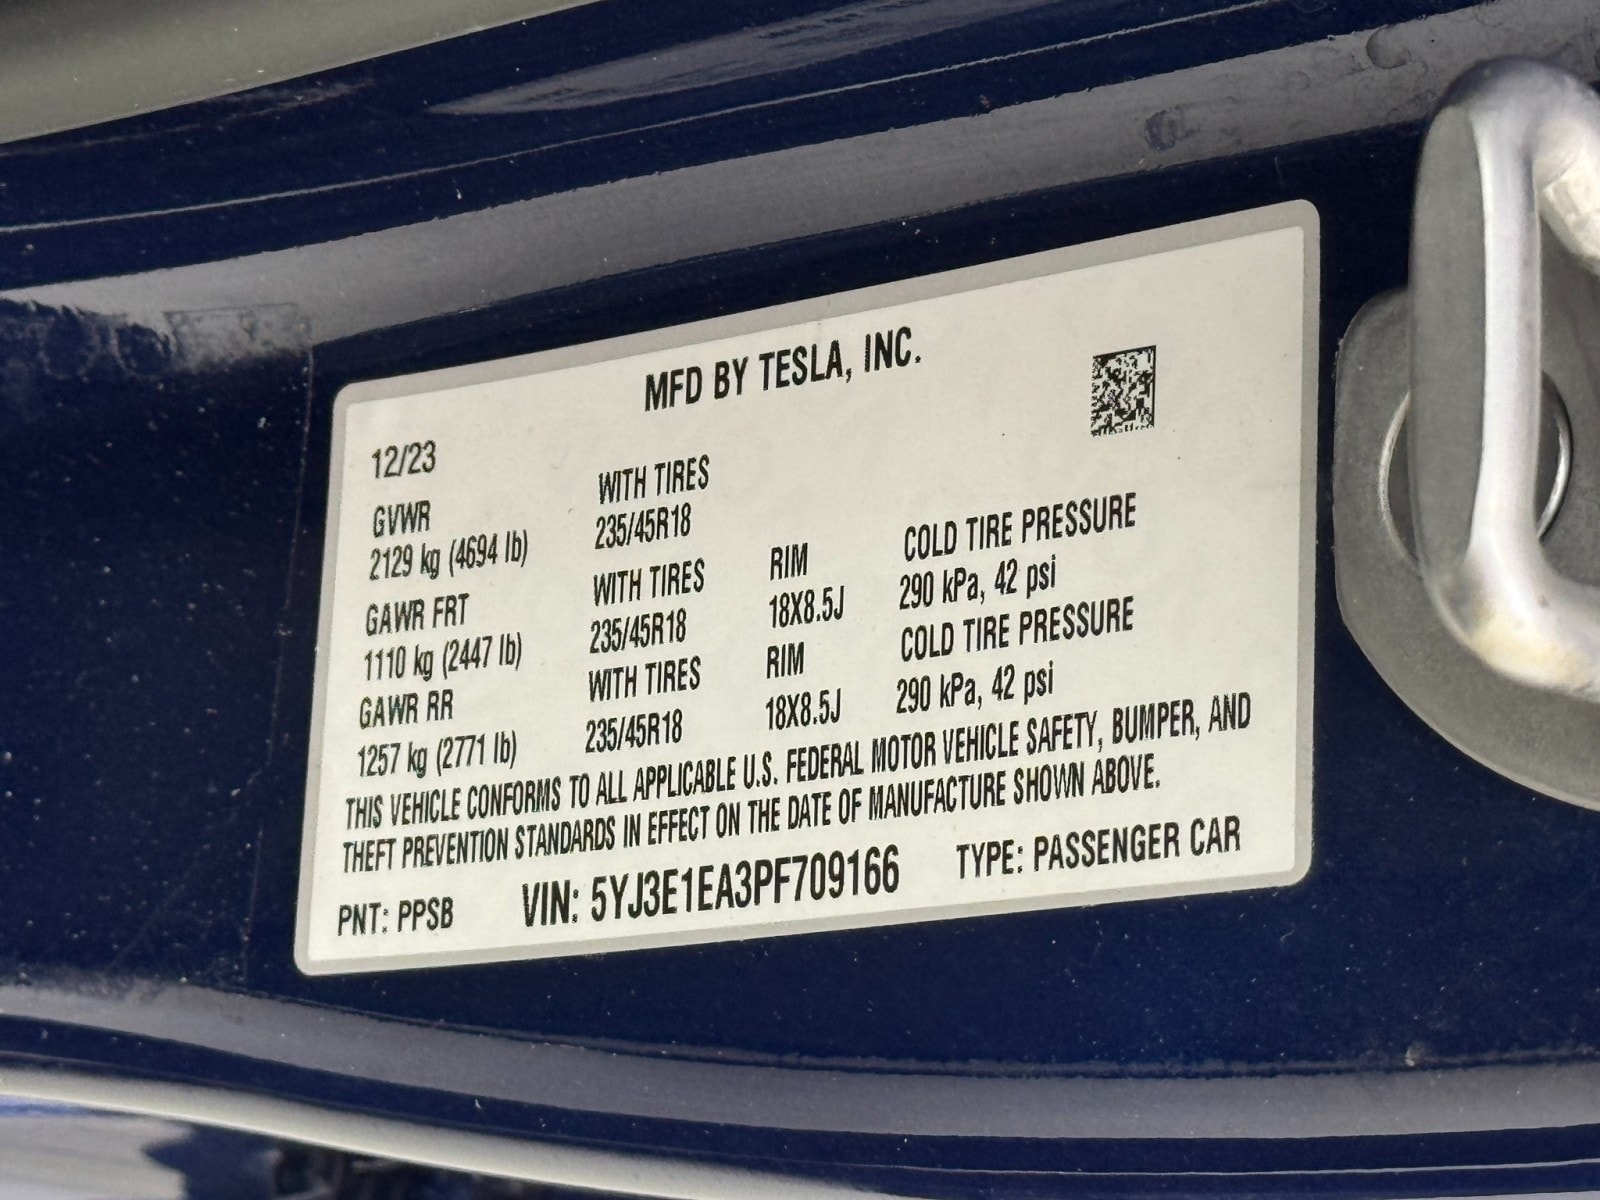 MFD BY TESLA, INC.
12/23
GVWR WITH TIRES
2129 kg (4694 lb) 235/45R18
GAWR FRT WITH TIRES RIM COLD TIRE PRESSURE
1110 kg (2447 lb) 235/45R18 18X8.5J 290 kPa, 42 psi
GAWR RR WITH TIRES RIM COLD TIRE PRESSURE
1257 kg (2771 lb) 235/45R18 18X8.5J 290 kPa, 42 psi
THIS VEHICLE CONFORMS TO ALL APPLICABLE U.S. FEDERAL MOTOR VEHICLE SAFETY, BUMPER, AND
THEFT PREVENTION STANDARDS IN EFFECT ON THE DATE OF MANUFACTURE SHOWN ABOVE.
PNT: PPSB VIN: 5YJ3E1EA3PF709166 TYPE: PASSENGER CAR